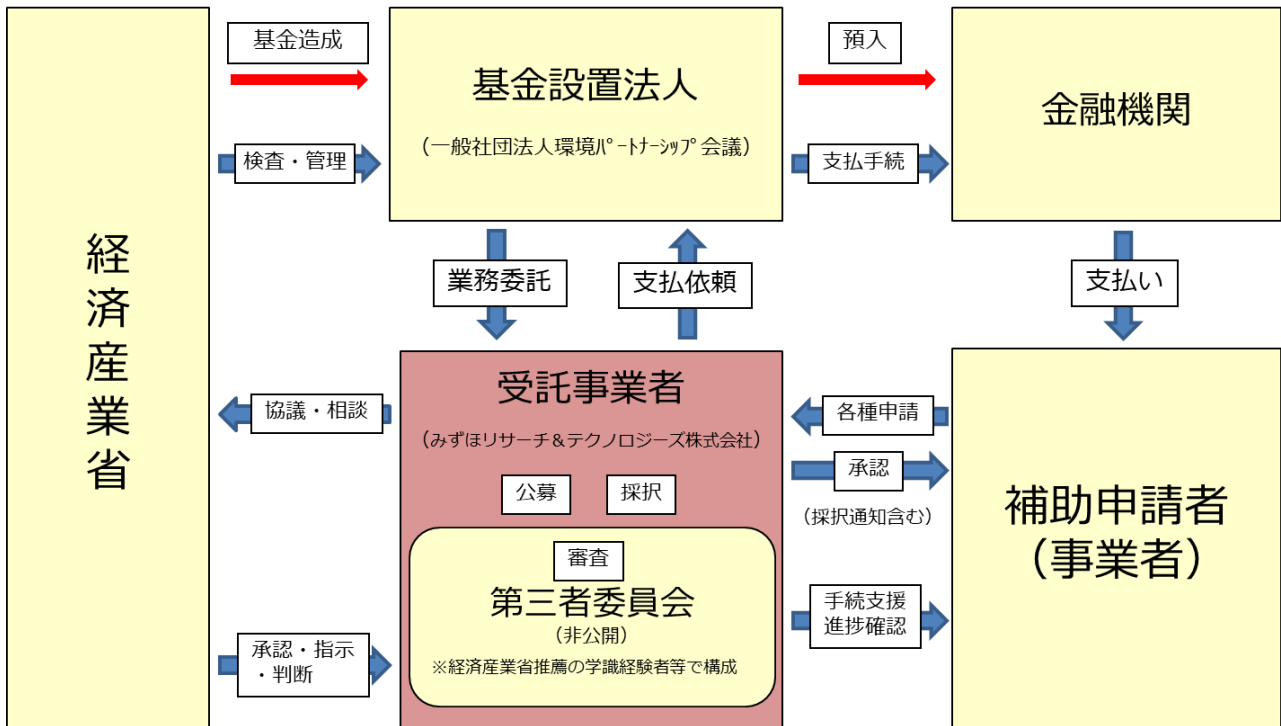 経済産業省
基金造成
検査・管理
基金設置法人
(一般社団法人環境ﾊﾟｰﾄﾅｰｼｯﾌﾟ会議)
預入
支払手続
金融機関
業務委託
支払依頼
支払い
協議・相談
承認・指示
・判断
受託事業者
(みずほリサーチ＆テクノロジーズ株式会社)
公募
採択
審査
第三者委員会
(非公開)
※経済産業省推薦の学識経験者等で構成
各種申請
承認
(採択通知含む)
手続支援
進捗確認
補助申請者
（事業者）